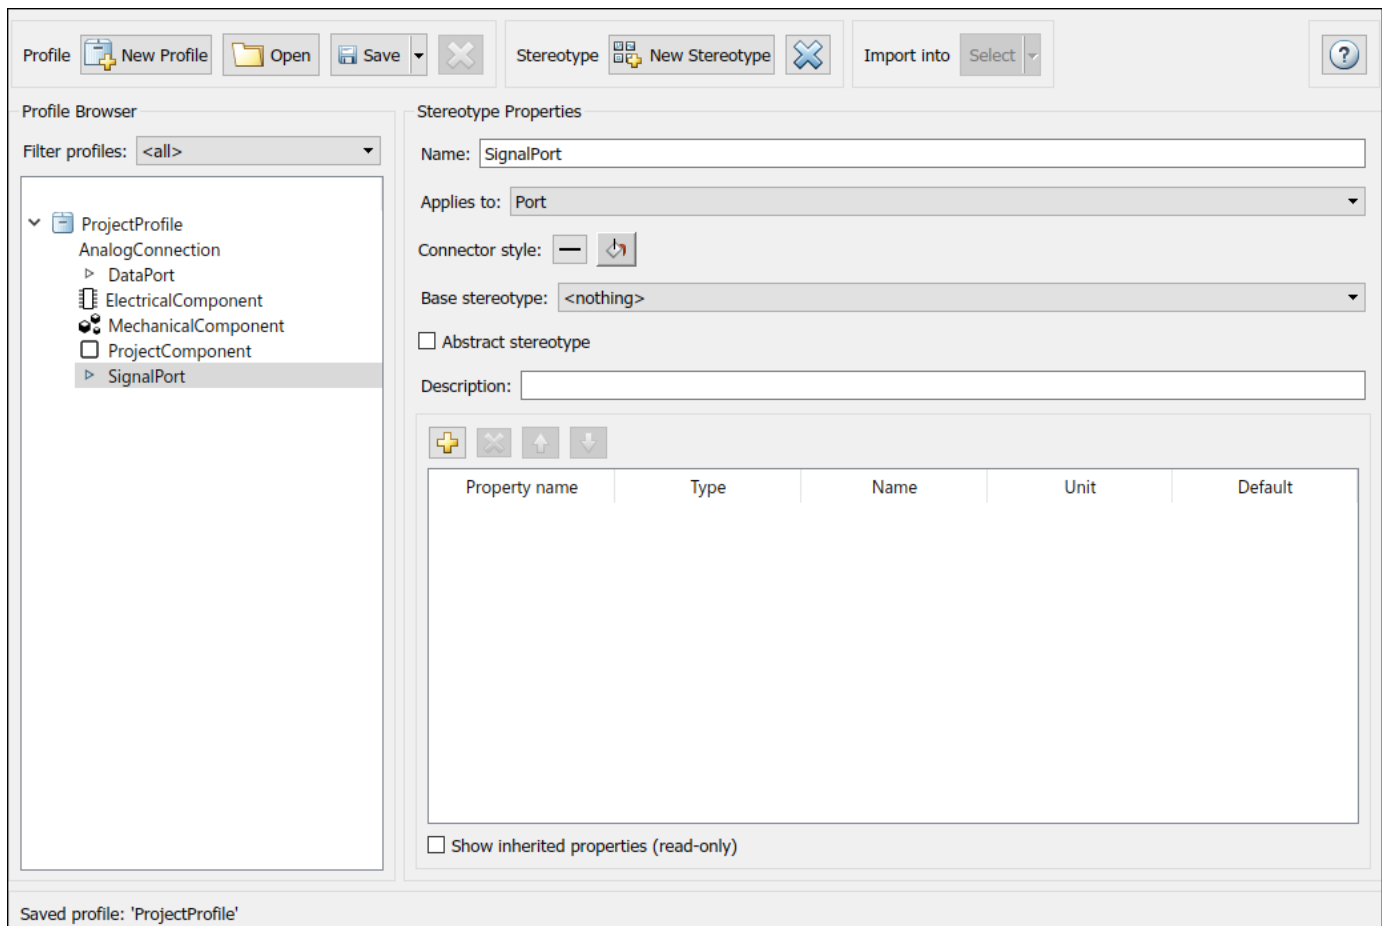 Profile New Profile Open Save Stereotype New Stereotype Import into Select ?
Profile Browser
Filter profiles: <all>
ProjectProfile
AnalogConnection
DataPort
ElectricalComponent
MechanicalComponent
ProjectComponent
SignalPort
Stereotype Properties
Name: SignalPort
Applies to: Port
Connector style:
Base stereotype: <nothing>
Abstract stereotype
Description:
Property name Type Name Unit Default
Show inherited properties (read-only)
Saved profile: 'ProjectProfile'